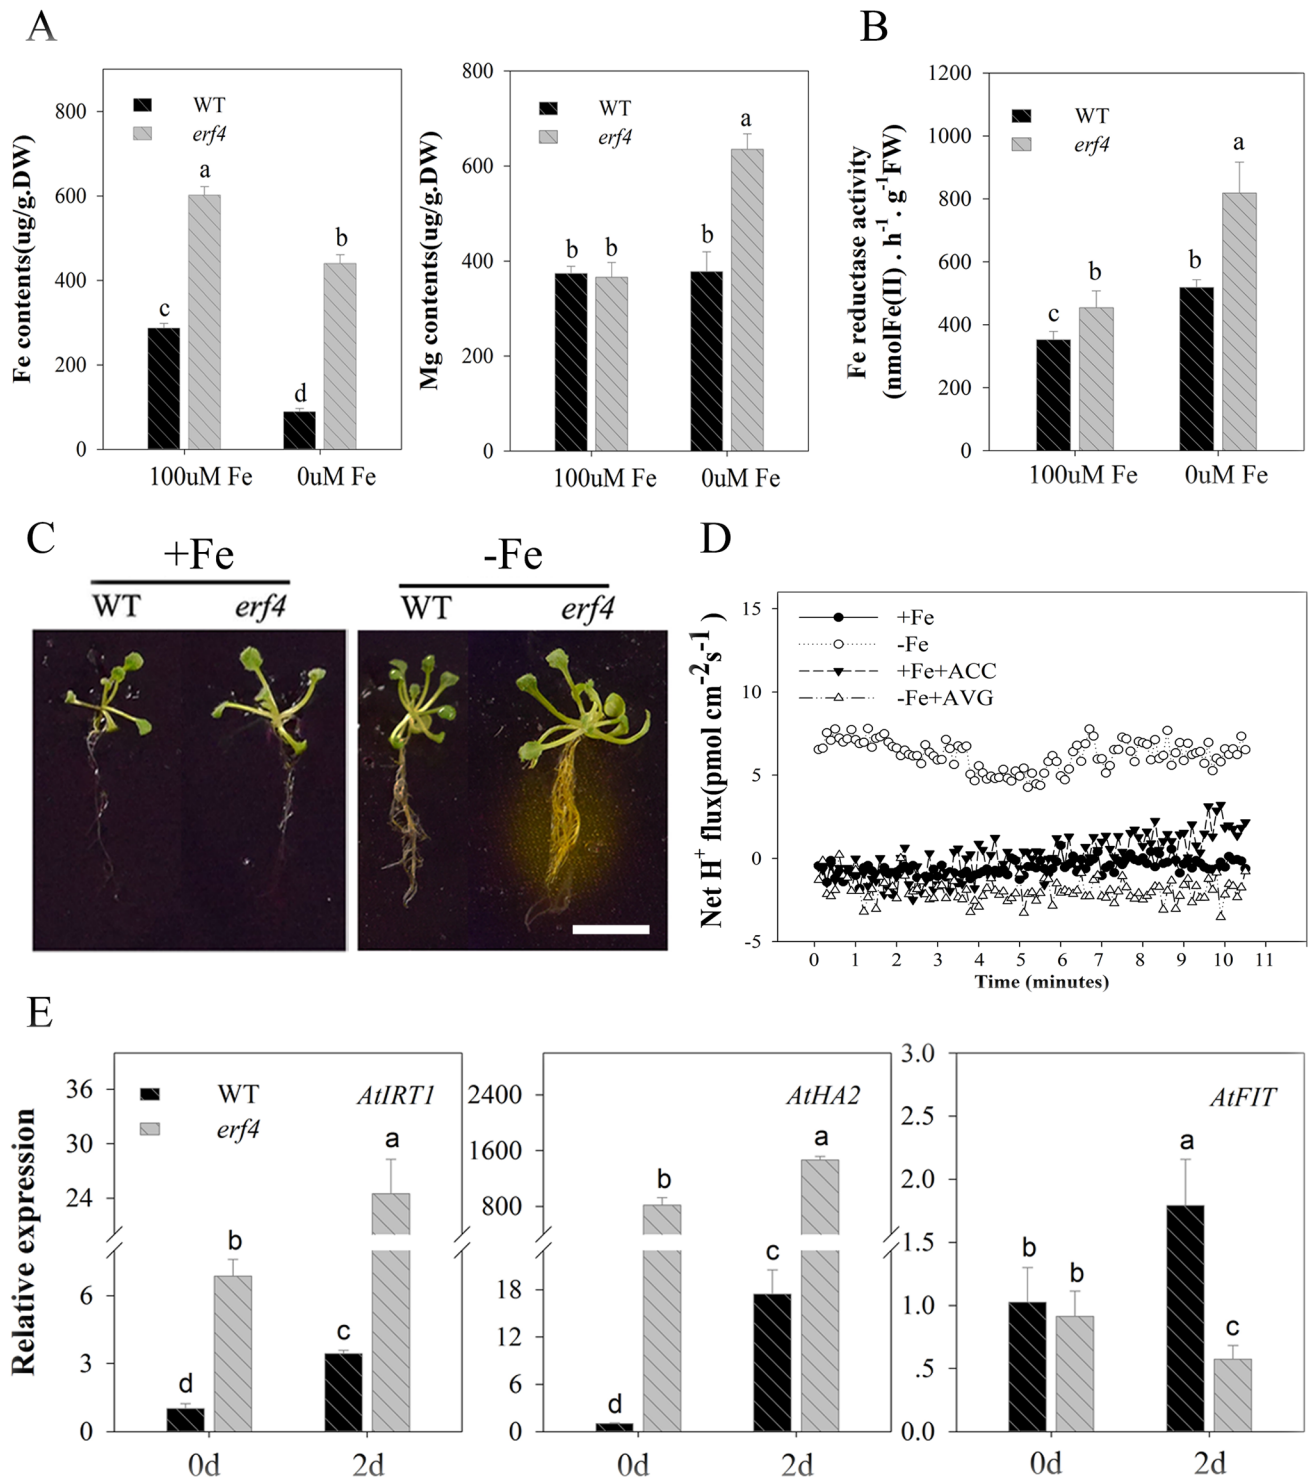 A
Fe contents(ug/g.DW)
800
600
400
200
0
WT
erf4
c
a
d
b
100uM Fe
0uM Fe
Mg contents(ug/g.DW)
800
600
400
200
0
WT
erf4
b
b
b
a
100uM Fe
0uM Fe
B
Fe reductase activity
(nmolFe(II) . h-1 . g-1FW)
1200
1000
800
600
400
200
0
WT
erf4
c
b
b
a
100uM Fe
0uM Fe
C
+Fe
-Fe
WT
erf4
WT
erf4
D
Net H+ flux(pmol cm-2s-1 )
15
10
5
0
-5
+Fe
-Fe
+Fe+ACC
-Fe+AVG
0 1 2 3 4 5 6 7 8 9 10 11
Time (minutes)
E
Relative expression
36
30
24
6
3
0
WT
erf4
AtIRT1
d
b
c
a
0d
2d
2400
1600
800
18
12
6
0
AtHA2
d
b
c
a
0d
2d
3.0
2.5
2.0
1.5
1.0
.5
0.0
AtFIT
b
b
a
c
0d
2d